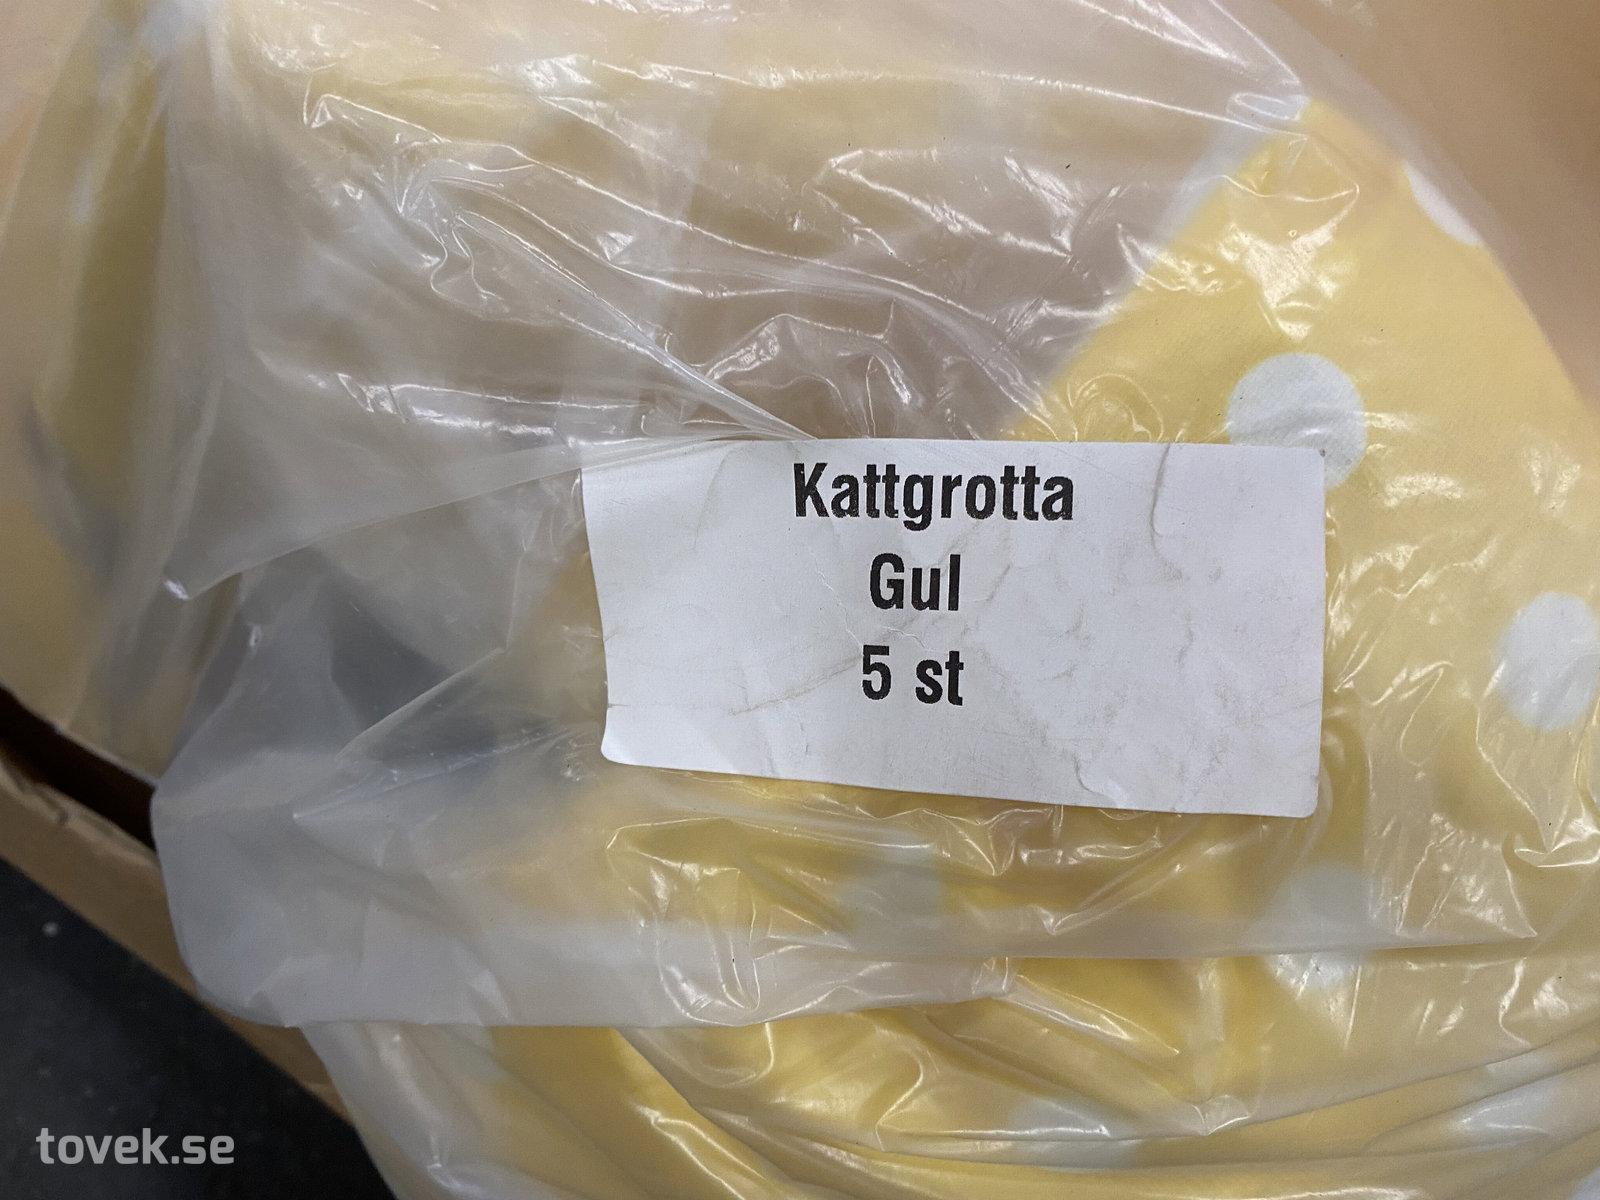 Kattgrotta
Gul
5 st
tovek.se